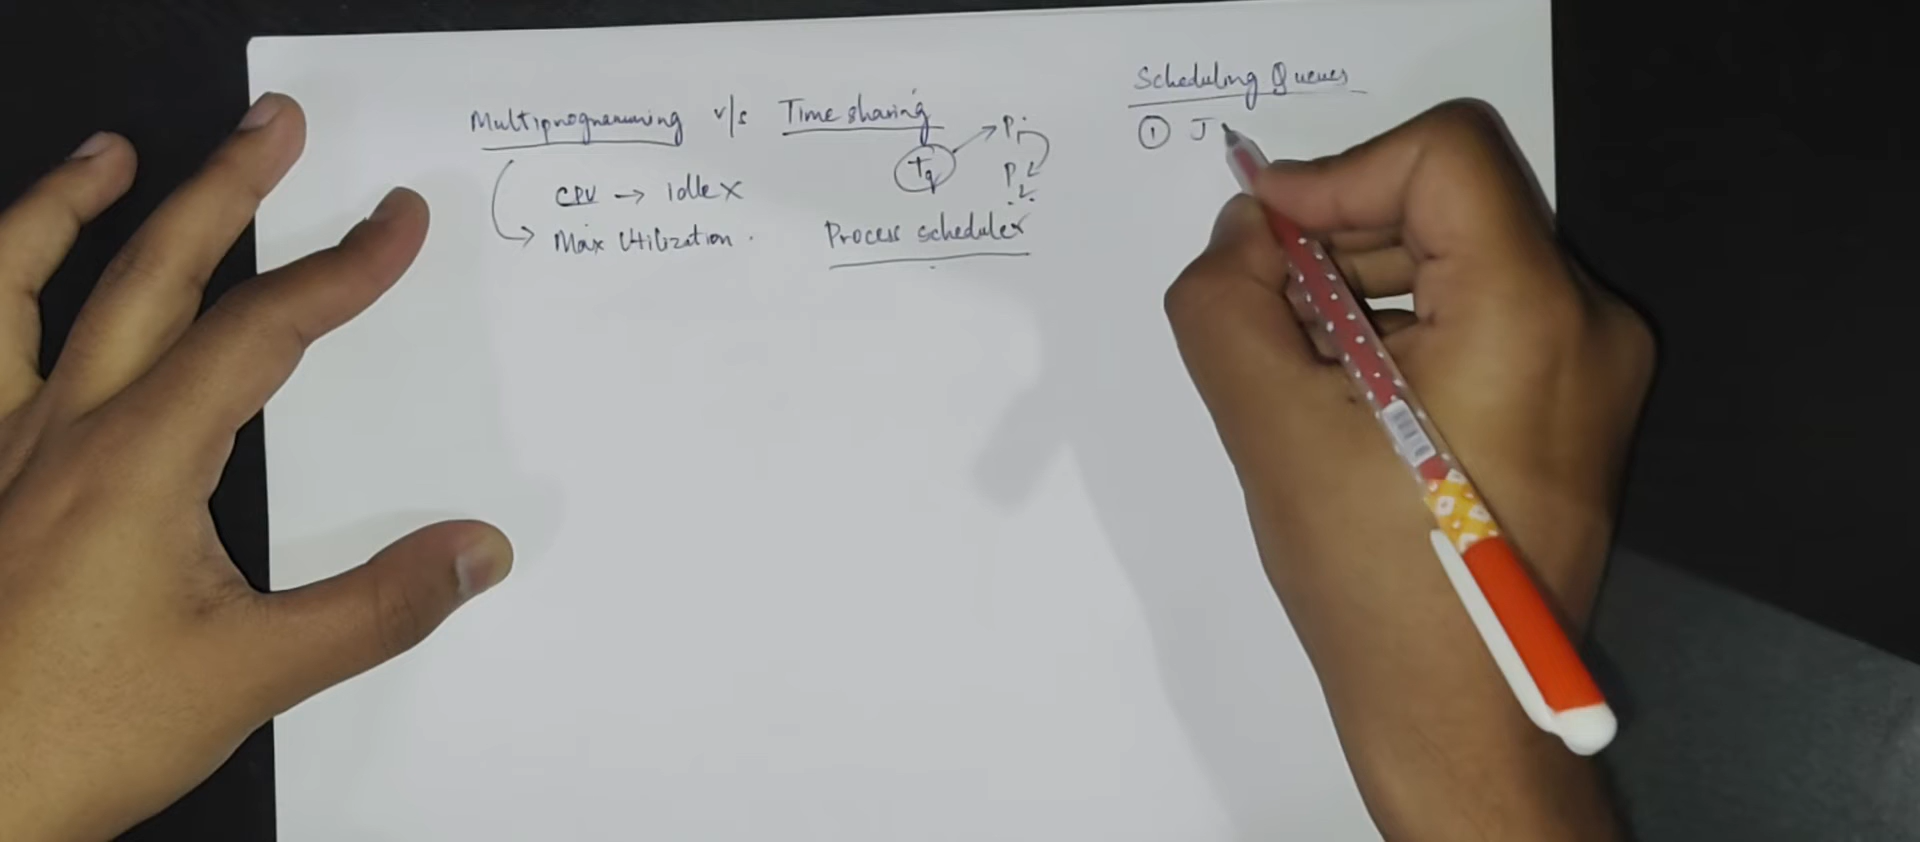 Multiprogramming v/s Time sharing
CPU → idle X
Max Utilization.
Tq → P1
P2
Process scheduler
Scheduling Queues
① J